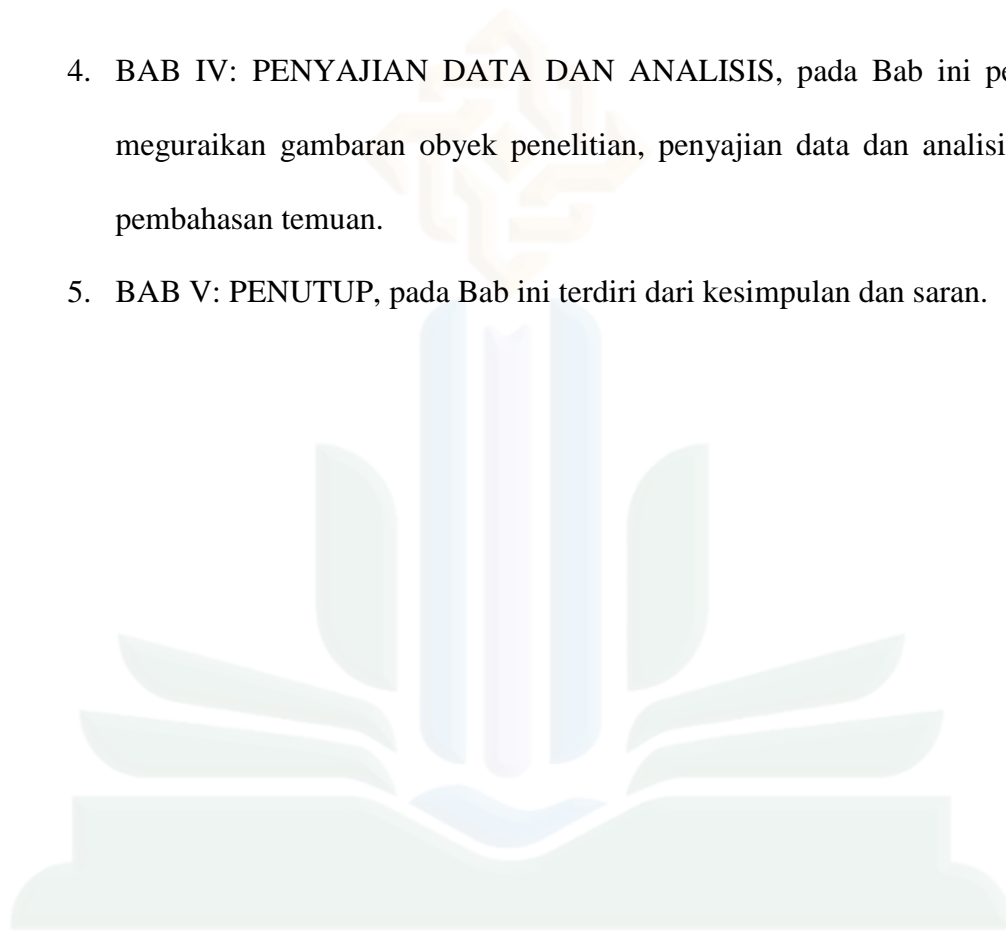 4. BAB IV: PENYAJIAN DATA DAN ANALISIS, pada Bab ini
meguraikan gambaran obyek penelitian, penyajian data dan
pembahasan temuan.
5. BAB V: PENUTUP, pada Bab ini terdiri dari kesimpulan dan saran.